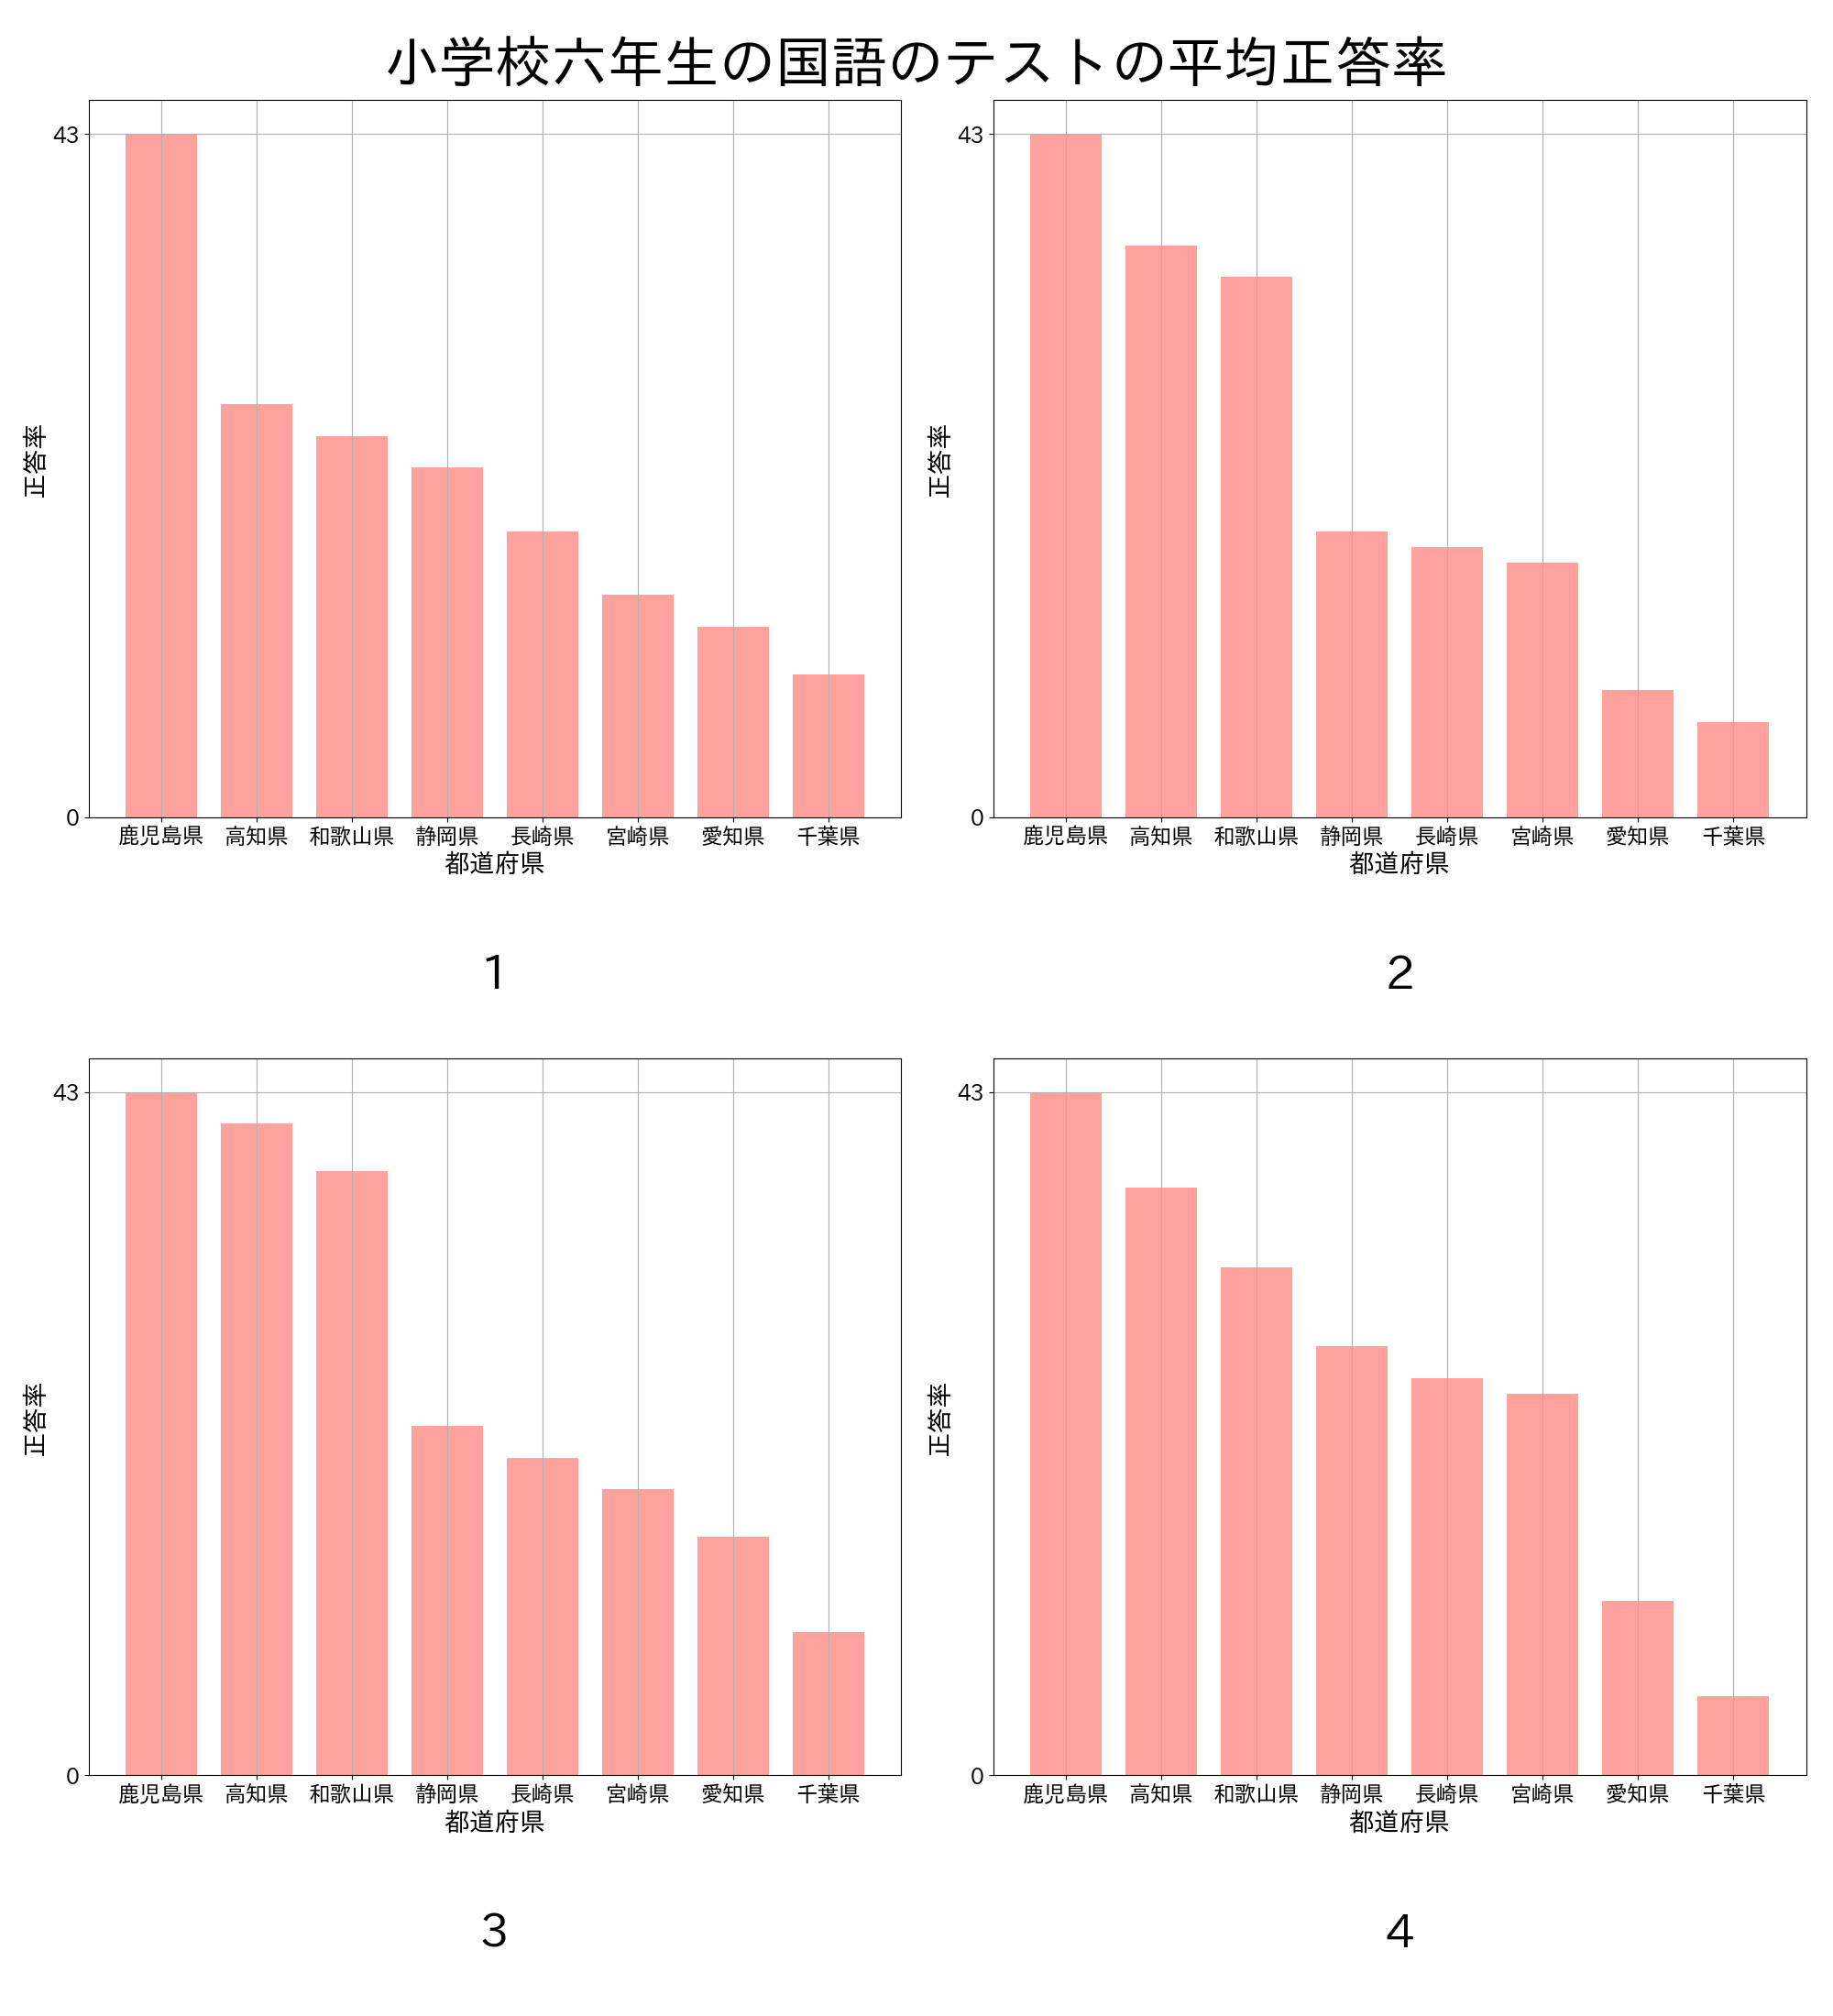 小学校六年生の国語のテストの平均正答率
43
0
正答率
鹿児島県 高知県 和歌山県 静岡県 長崎県 宮崎県 愛知県 千葉県
都道府県
1
43
0
正答率
鹿児島県 高知県 和歌山県 静岡県 長崎県 宮崎県 愛知県 千葉県
都道府県
2
43
0
正答率
鹿児島県 高知県 和歌山県 静岡県 長崎県 宮崎県 愛知県 千葉県
都道府県
3
43
0
正答率
鹿児島県 高知県 和歌山県 静岡県 長崎県 宮崎県 愛知県 千葉県
都道府県
4